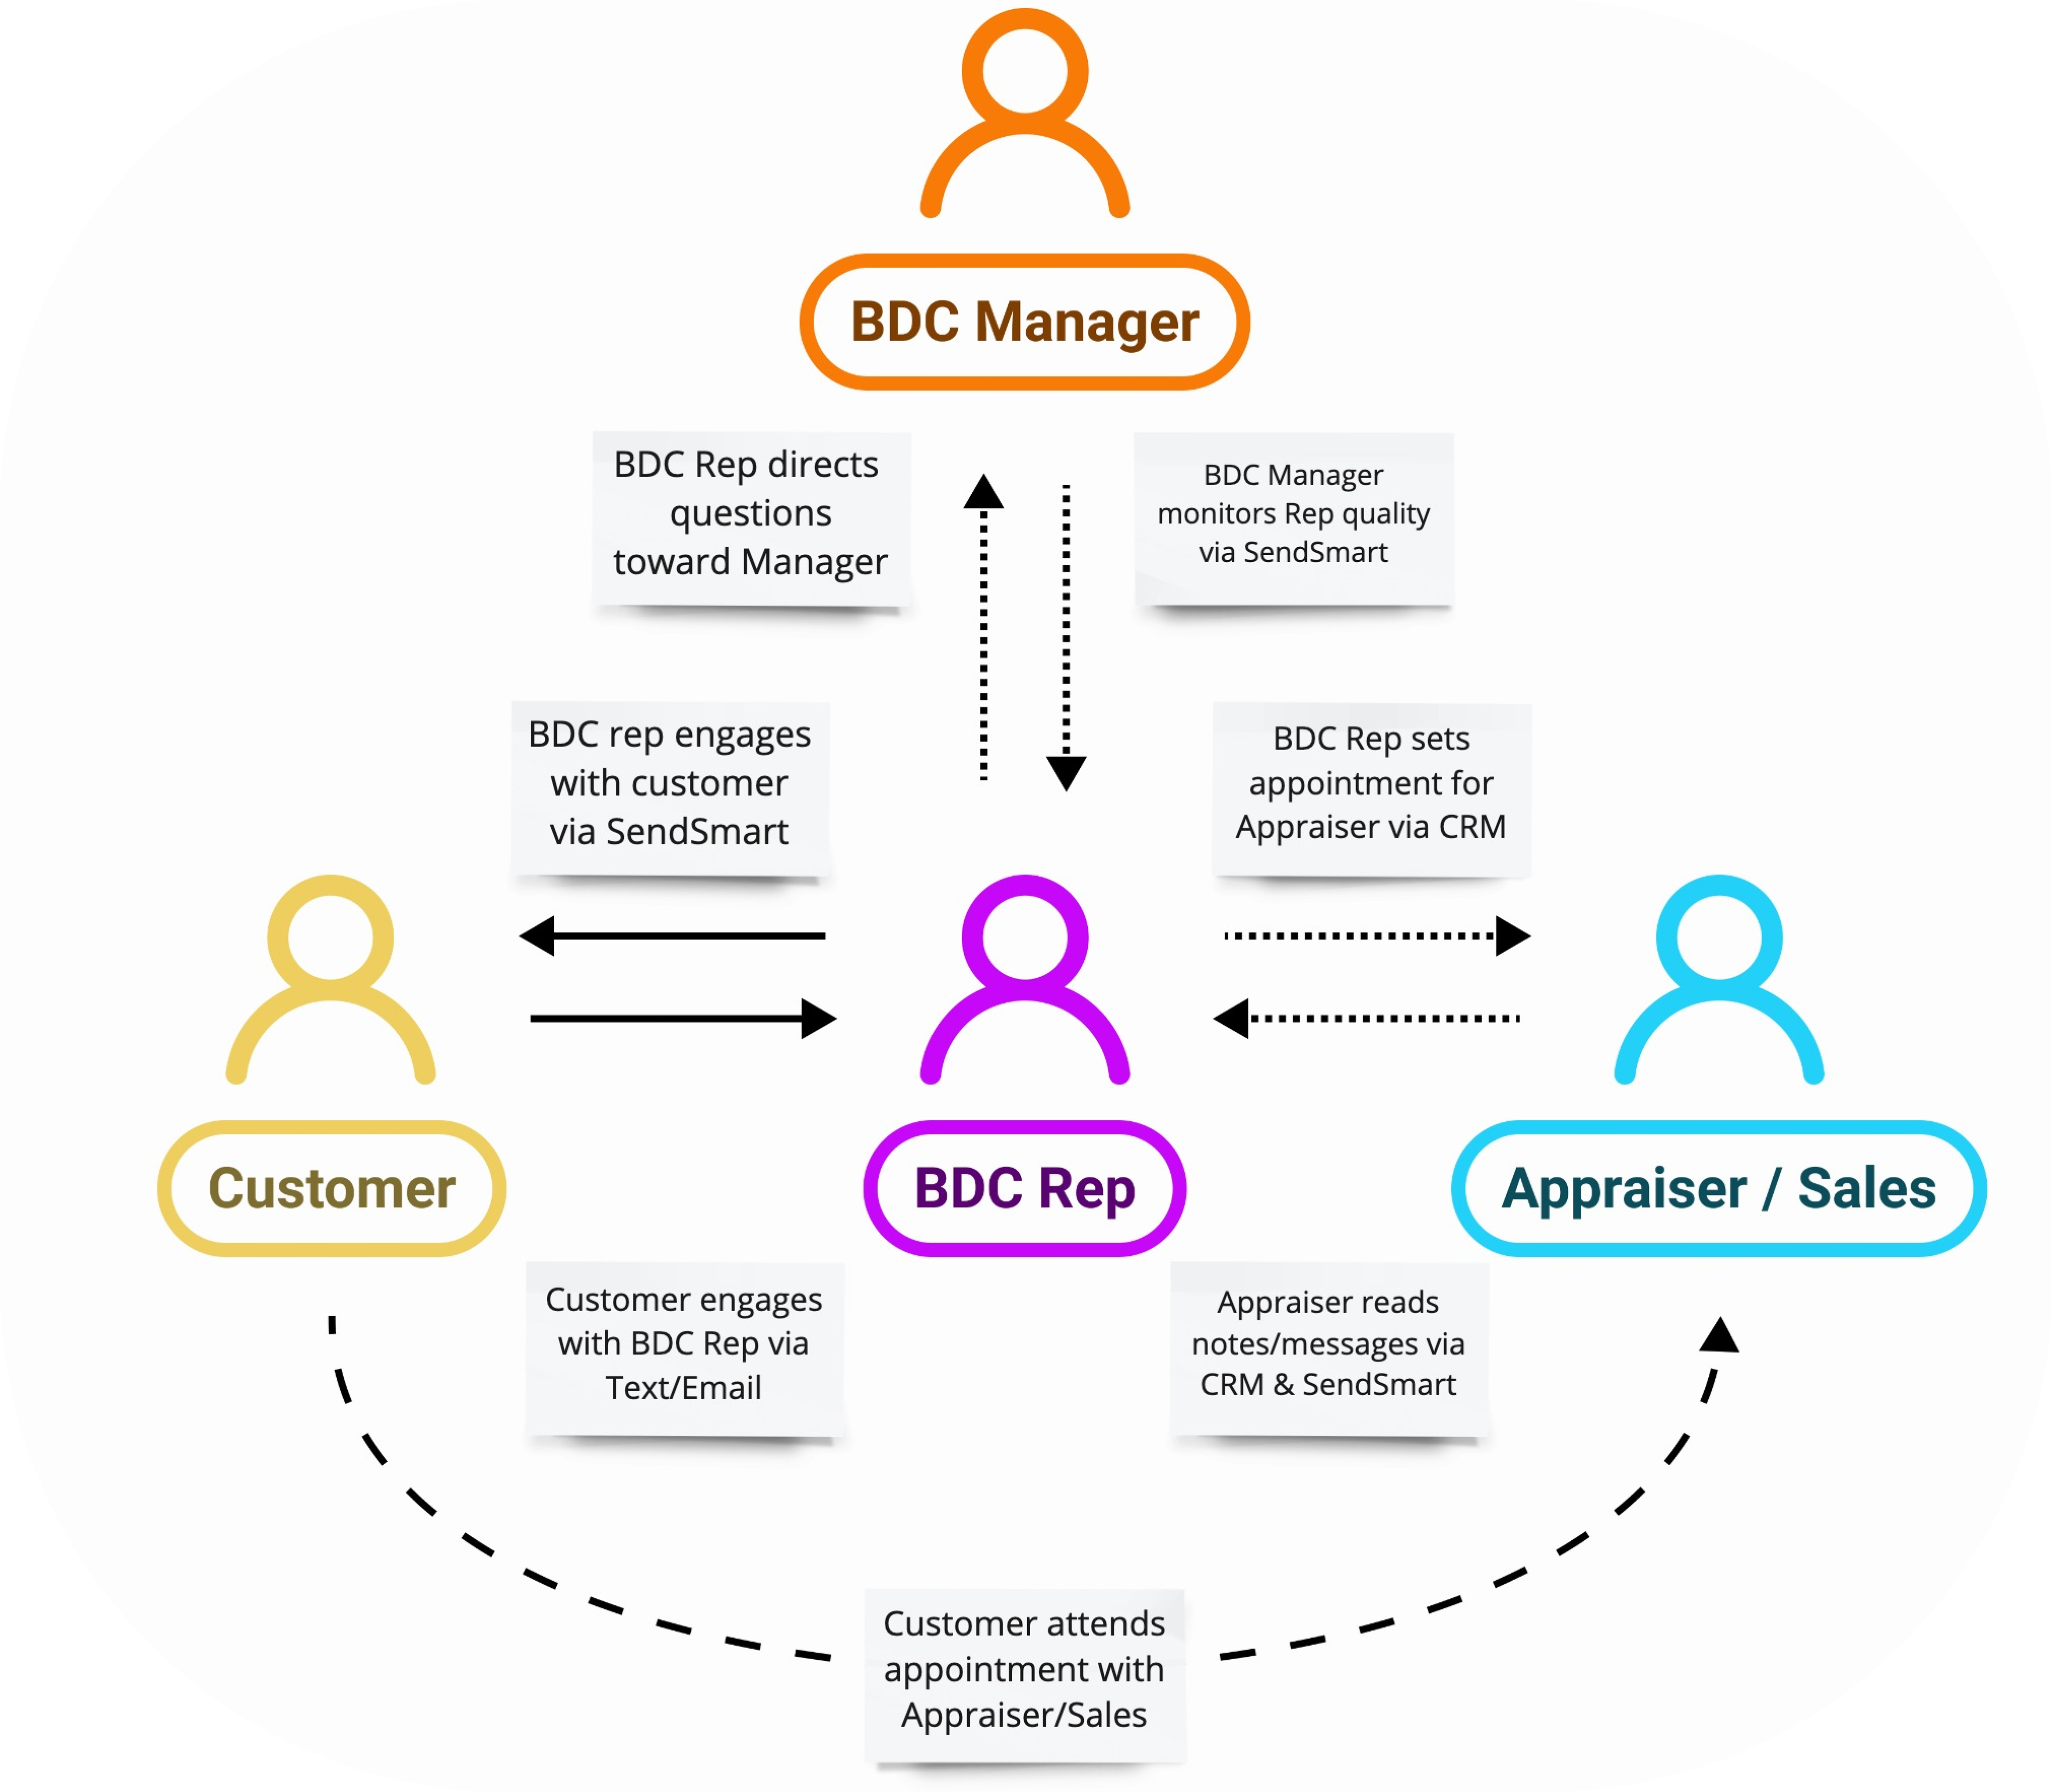 BDC Manager
BDC Rep directs
questions
toward Manager
BDC Manager
monitors Rep quality
via SendSmart
BDC rep engages
with customer
via SendSmart
BDC Rep sets
appointment for
Appraiser via CRM
Customer
BDC Rep
Appraiser / Sales
Customer engages
with BDC Rep via
Text/Email
Appraiser reads
notes/messages via
CRM & SendSmart
Customer attends
appointment with
Appraiser/Sales